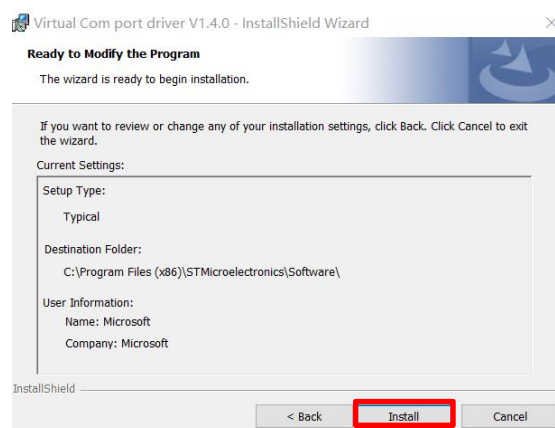 Virtual Com port driver V1.4.0 - InstallShield Wizard
Ready to Modify the Program
The wizard is ready to begin installation.
If you want to review or change any of your installation settings, click Back. Click Cancel to exit
the wizard.
Current Settings:
Setup Type:
Typical
Destination Folder:
C:\Program Files (x86)\STMicroelectronics\Software\
User Information:
Name: Microsoft
Company: Microsoft
InstallShield
< Back Install Cancel